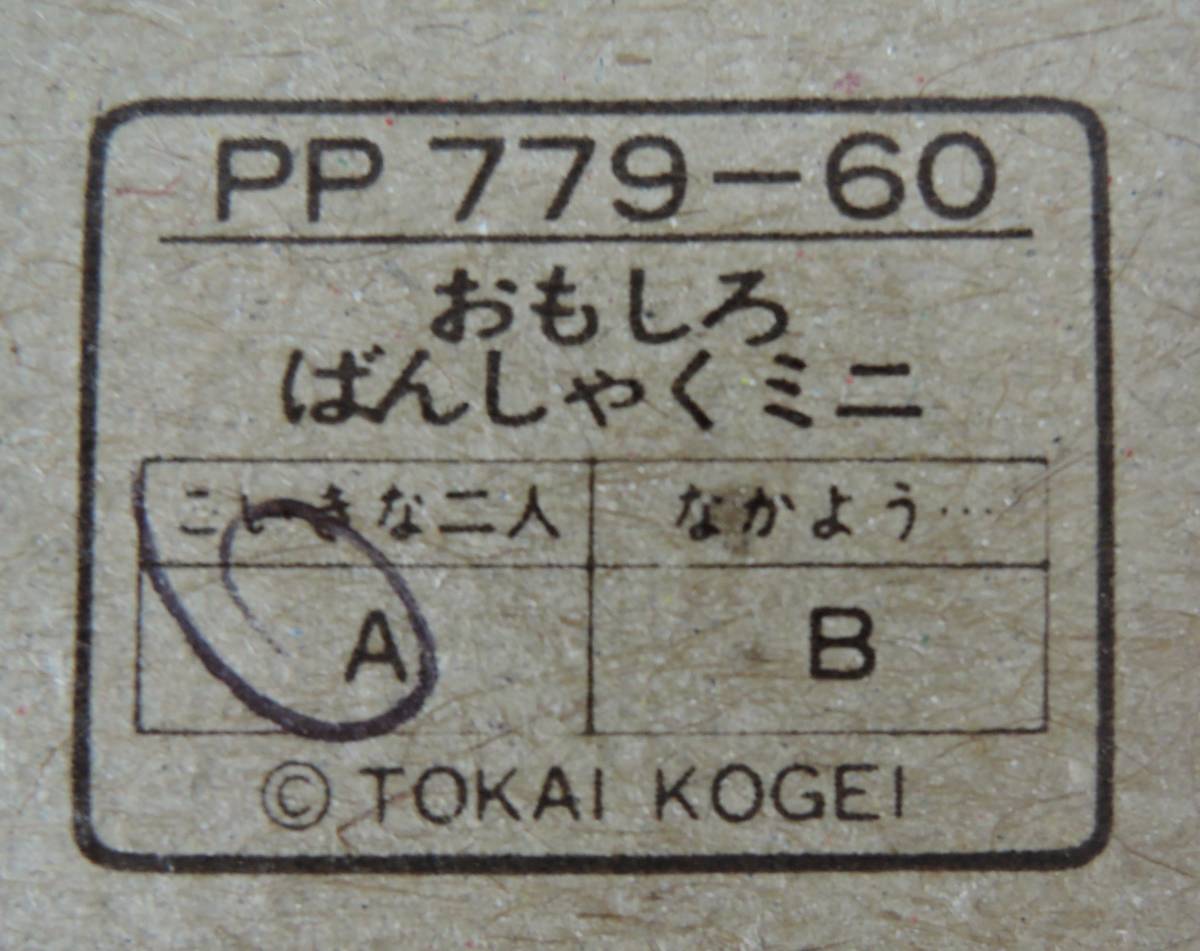 PP 779-60
おもしろ
ばんしゃくミニ
こいきな二人 なかよう…
A B
© TOKAI KOGEI